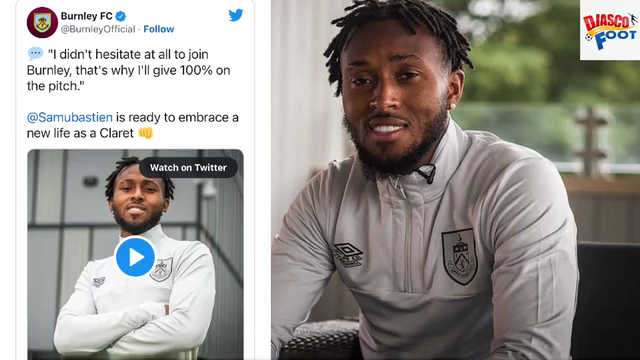 Burnley FC
@BurnleyOfficial · Follow
💬 "I didn't hesitate at all to join
Burnley, that's why I'll give 100% on
the pitch."
@Samubastien is ready to embrace a
new life as a Claret 👊
Watch on Twitter
DJASCO
FOOT